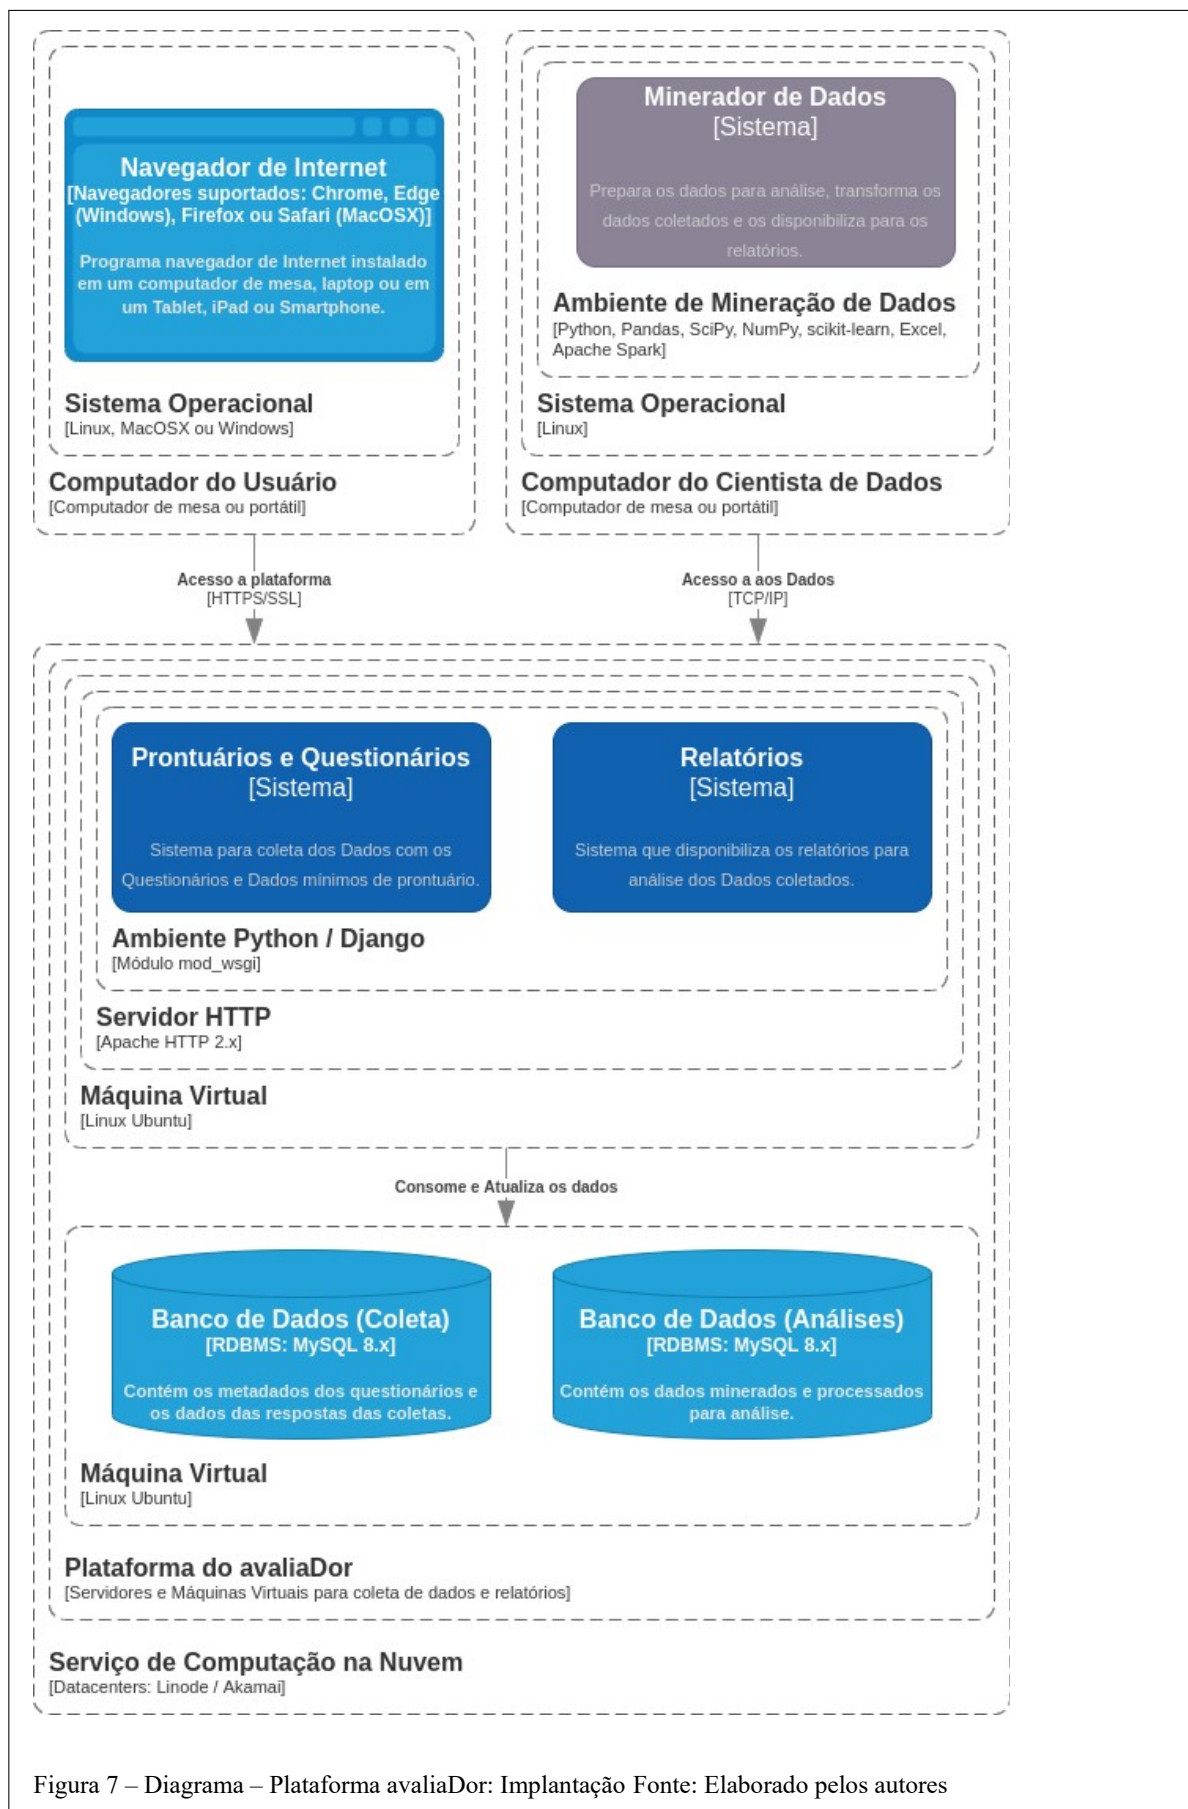 Navegador de Internet
[Navegadores suportados: Chrome, Edge
(Windows), Firefox ou Safari (MacOSX)]
Programa navegador de Internet instalado
em um computador de mesa, laptop ou em
um Tablet, iPad ou Smartphone.
Sistema Operacional
[Linux, MacOSX ou Windows]
Computador do Usuário
[Computador de mesa ou portátil]
Minerador de Dados
[Sistema]
Prepara os dados para análise, transforma os
dados coletados e os disponibiliza para os
relatórios.
Ambiente de Mineração de Dados
[Python, Pandas, SciPy, NumPy, scikit-learn, Excel,
Apache Spark]
Sistema Operacional
[Linux]
Computador do Cientista de Dados
[Computador de mesa ou portátil]
Acesso a plataforma
[HTTPS/SSL]
Acesso a aos Dados
[TCP/IP]
Prontuários e Questionários
[Sistema]
Sistema para coleta dos Dados com os
Questionários e Dados mínimos de prontuário.
Relatórios
[Sistema]
Sistema que disponibiliza os relatórios para
análise dos Dados coletados.
Ambiente Python / Django
[Módulo mod_wsgi]
Servidor HTTP
[Apache HTTP 2.x]
Máquina Virtual
[Linux Ubuntu]
Consome e Atualiza os dados
Banco de Dados (Coleta)
[RDBMS: MySQL 8.x]
Contém os metadados dos questionários e
os dados das respostas das coletas.
Banco de Dados (Análises)
[RDBMS: MySQL 8.x]
Contém os dados minerados e processados
para análise.
Máquina Virtual
[Linux Ubuntu]
Plataforma do avaliaDor
[Servidores e Máquinas Virtuais para coleta de dados e relatórios]
Serviço de Computação na Nuvem
[Datacenters: Linode / Akamai]
Figura 7 – Diagrama – Plataforma avaliaDor: Implantação Fonte: Elaborado pelos autores